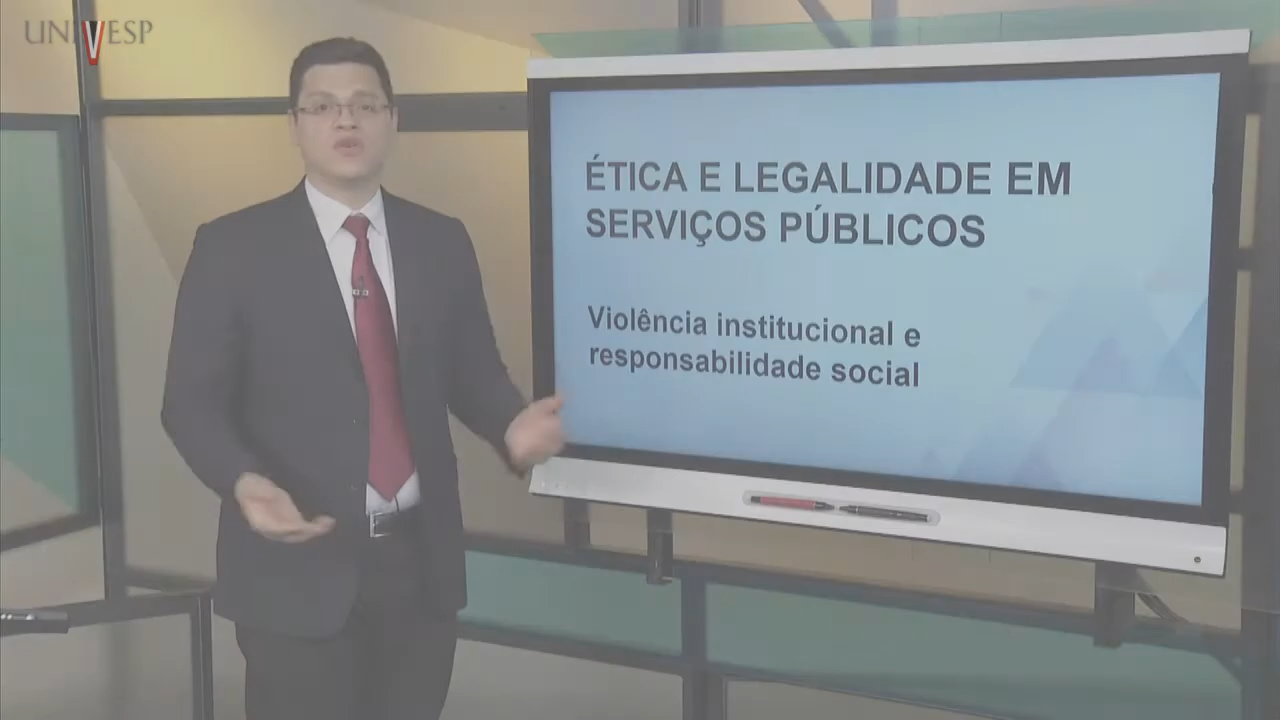 UNIVESP
ÉTICA E LEGALIDADE EM
SERVIÇOS PÚBLICOS
Violência institucional e
responsabilidade social